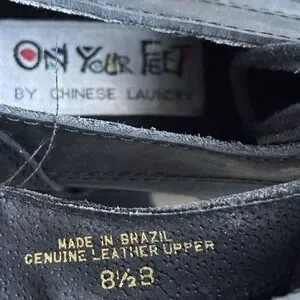 ON YOUR FEET
BY CHINESE LAUNDRY
MADE IN BRAZIL
GENUINE LEATHER UPPER
8½B